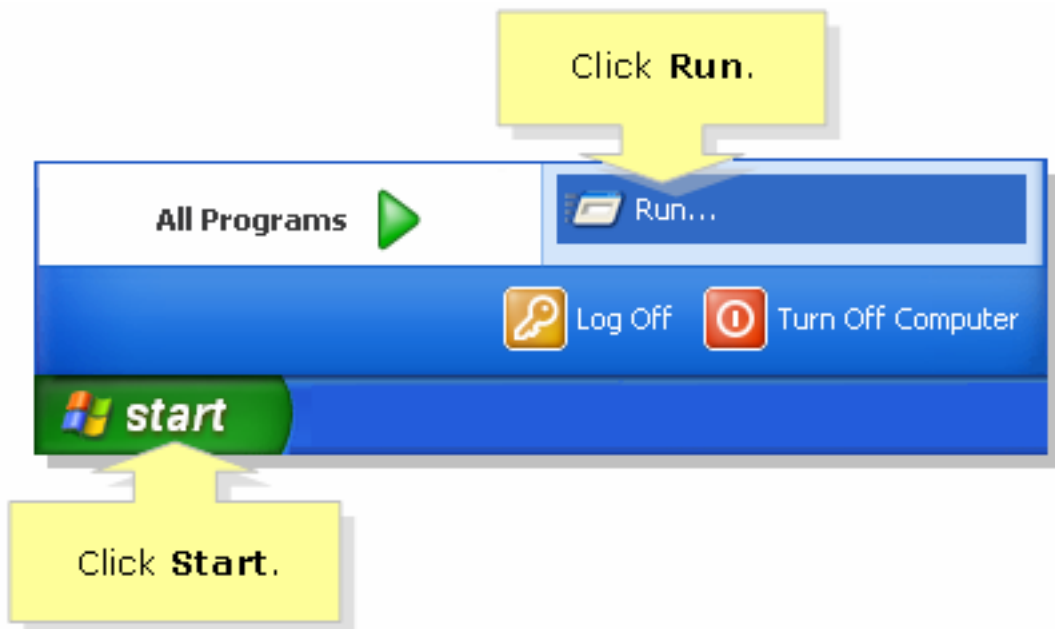 Click Run.
All Programs
Run...
Log Off
Turn Off Computer
start
Click Start.